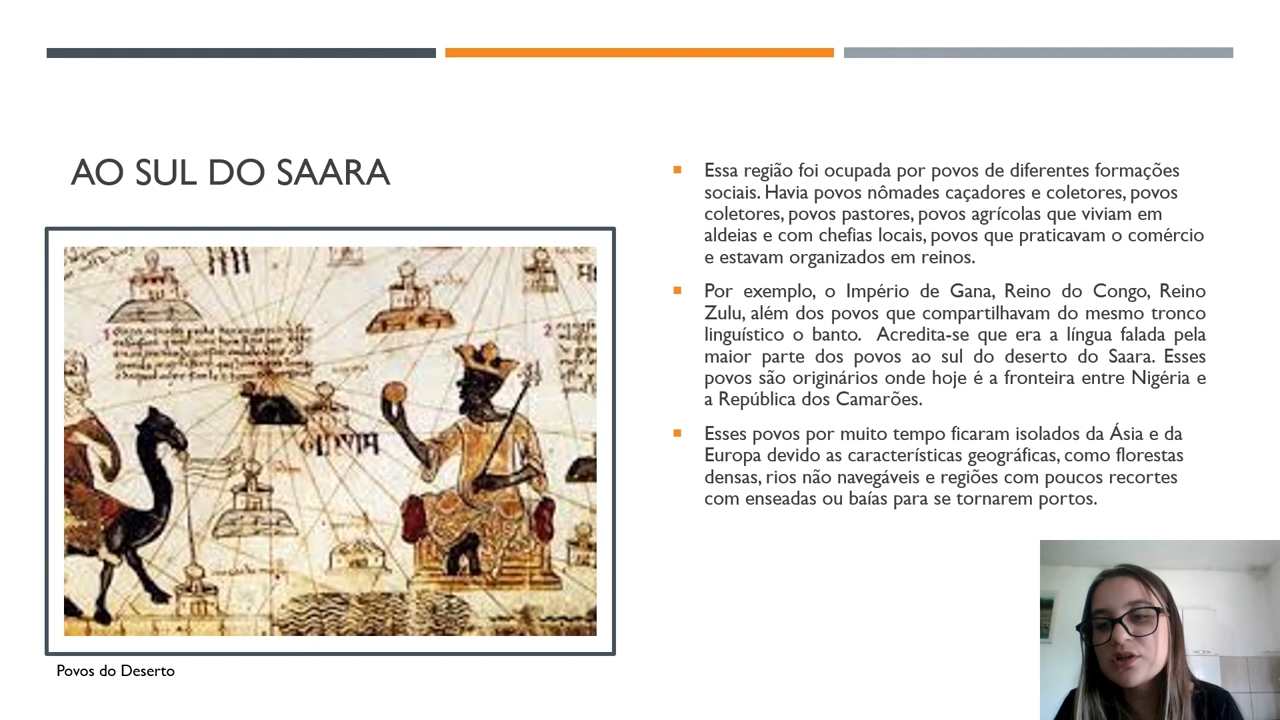 AO SUL DO SAARA
Essa região foi ocupada por povos de diferentes formações
sociais. Havia povos nômades caçadores e coletores, povos
coletores, povos pastores, povos agrícolas que viviam em
aldeias e com chefias locais, povos que praticavam o comércio
e estavam organizados em reinos.
Por exemplo, o Império de Gana, Reino do Congo, Reino
Zulu, além dos povos que compartilhavam do mesmo tronco
linguístico o banto. Acredita-se que era a língua falada pela
maior parte dos povos ao sul do deserto do Saara. Esses
povos são originários onde hoje é a fronteira entre Nigéria e
a República dos Camarões.
Esses povos por muito tempo ficaram isolados da Ásia e da
Europa devido as características geográficas, como florestas
densas, rios não navegáveis e regiões com poucos recortes
com enseadas ou baías para se tornarem portos.
Povos do Deserto